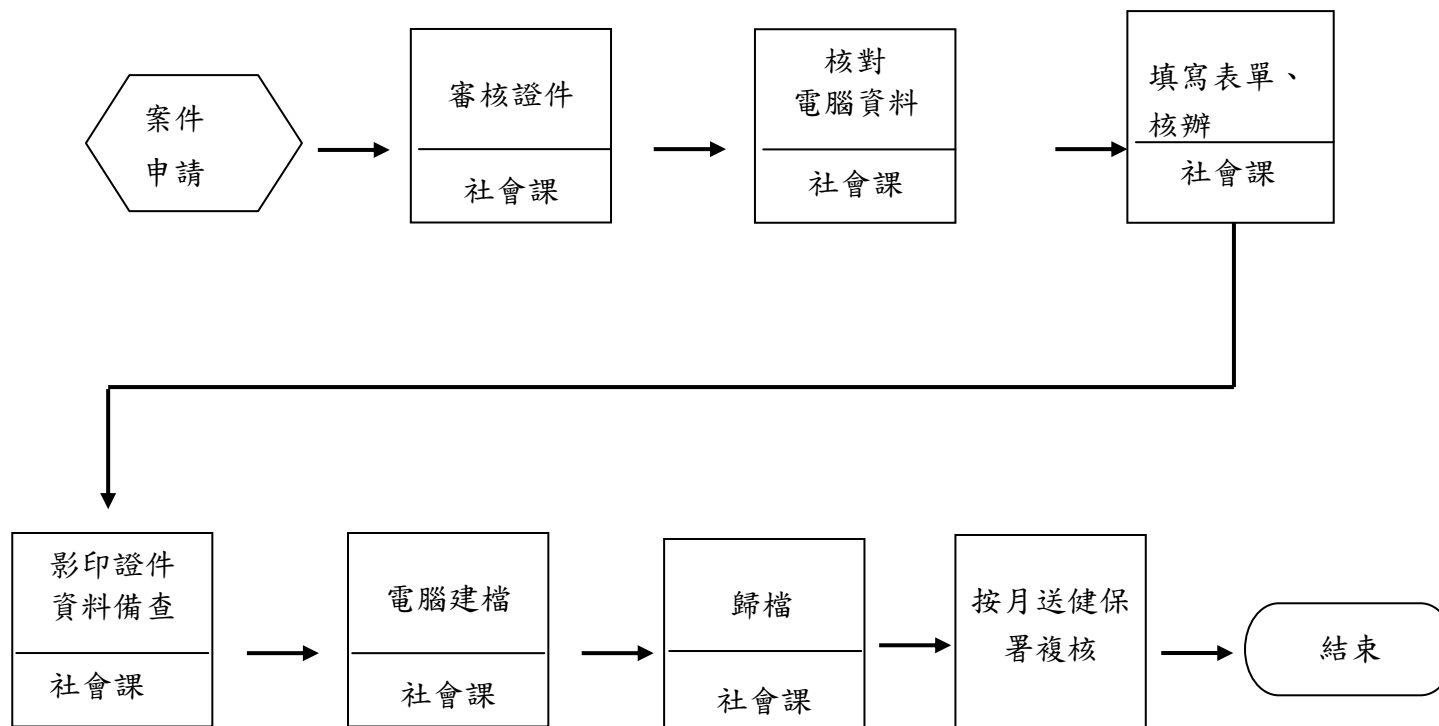 案件
申請
審核證件
社會課
核對
電腦資料
社會課
填寫表單、
核辦
社會課
影印證件
資料備查
社會課
電腦建檔
社會課
歸檔
社會課
按月送健保
署複核
結束